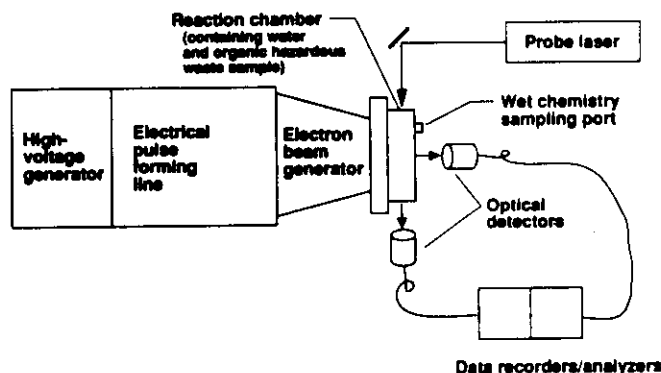 Reaction chamber
(containing water
and organic hazardous
waste sample)
Probe laser
Wet chemistry
sampling port
High-
voltage
generator
Electrical
pulse
forming
line
Electron
beam
generator
Optical
detectors
Data recorders/analyzers